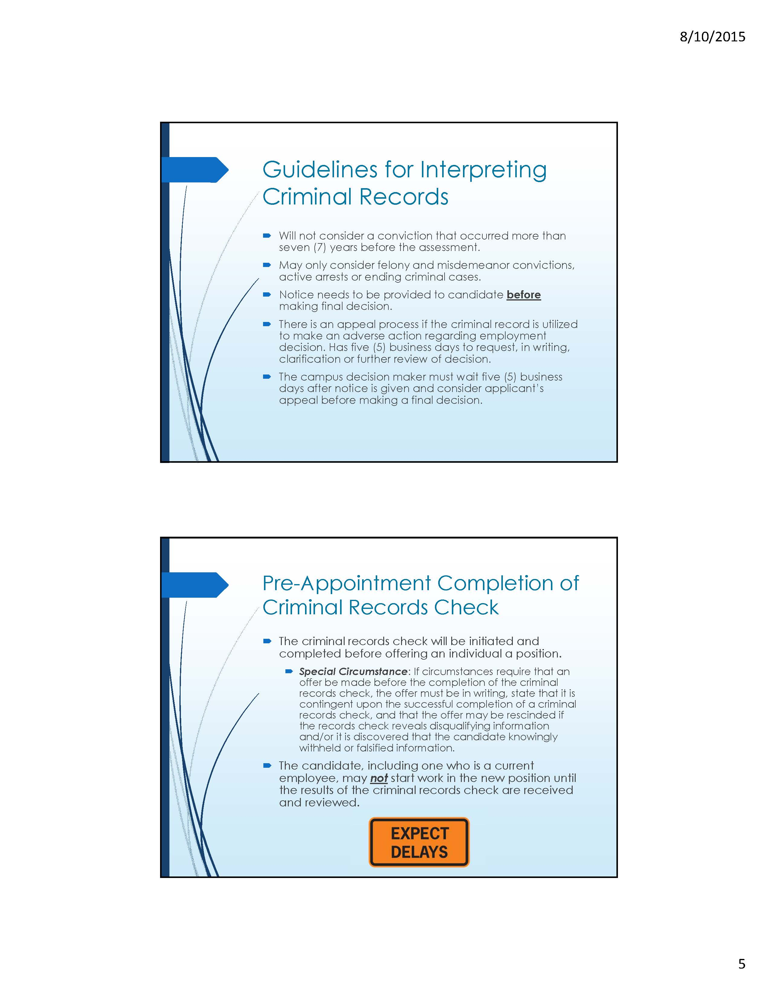 8/10/2015
Guidelines for Interpreting
Criminal Records
Will not consider a conviction that occurred more than
seven (7) years before the assessment.
May only consider felony and misdemeanor convictions,
active arrests or ending criminal cases.
Notice needs to be provided to candidate before
making final decision.
There is an appeal process if the criminal record is utilized
to make an adverse action regarding employment
decision. Has five (5) business days to request, in writing,
clarification or further review of decision.
The campus decision maker must wait five (5) business
days after notice is given and consider applicant's
appeal before making a final decision.
Pre-Appointment Completion of
Criminal Records Check
The criminal records check will be initiated and
completed before offering an individual a position.
Special Circumstance: If circumstances require that an
offer be made before the completion of the criminal
records check, the offer must be in writing, state that it is
contingent upon the successful completion of a criminal
records check, and that the offer may be rescinded if
the records check reveals disqualifying information
and/or it is discovered that the candidate knowingly
withheld or falsified information.
The candidate, including one who is a current
employee, may not start work in the new position until
the results of the criminal records check are received
and reviewed.
EXPECT
DELAYS
5